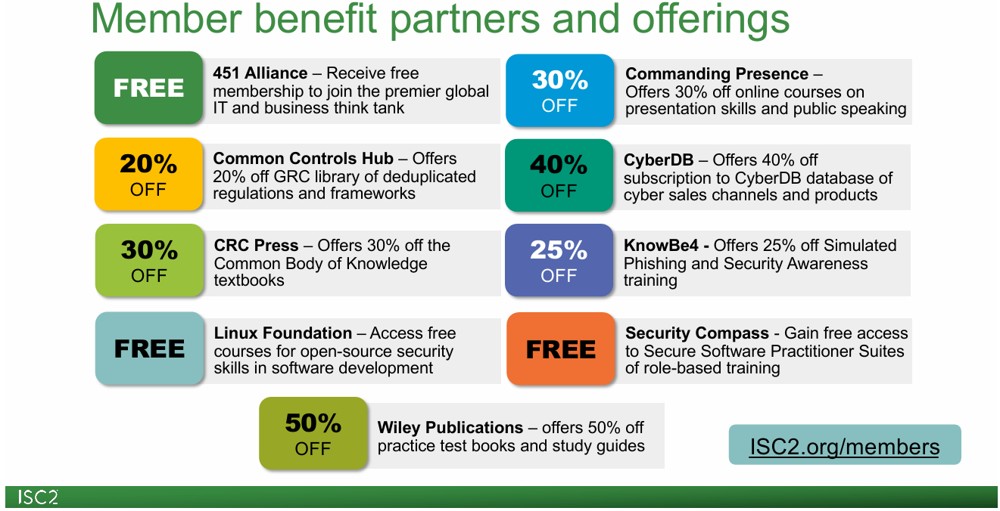 Member benefit partners and offerings
FREE
451 Alliance – Receive free
membership to join the premier global
IT and business think tank
30%
OFF
Commanding Presence –
Offers 30% off online courses on
presentation skills and public speaking
20%
OFF
Common Controls Hub – Offers
20% off GRC library of deduplicated
regulations and frameworks
40%
OFF
CyberDB – Offers 40% off
subscription to CyberDB database of
cyber sales channels and products
30%
OFF
CRC Press – Offers 30% off the
Common Body of Knowledge
textbooks
25%
OFF
KnowBe4 - Offers 25% off Simulated
Phishing and Security Awareness
training
FREE
Linux Foundation – Access free
courses for open-source security
skills in software development
FREE
Security Compass - Gain free access
to Secure Software Practitioner Suites
of role-based training
50%
OFF
Wiley Publications – offers 50% off
practice test books and study guides
ISC2.org/members
ISC2